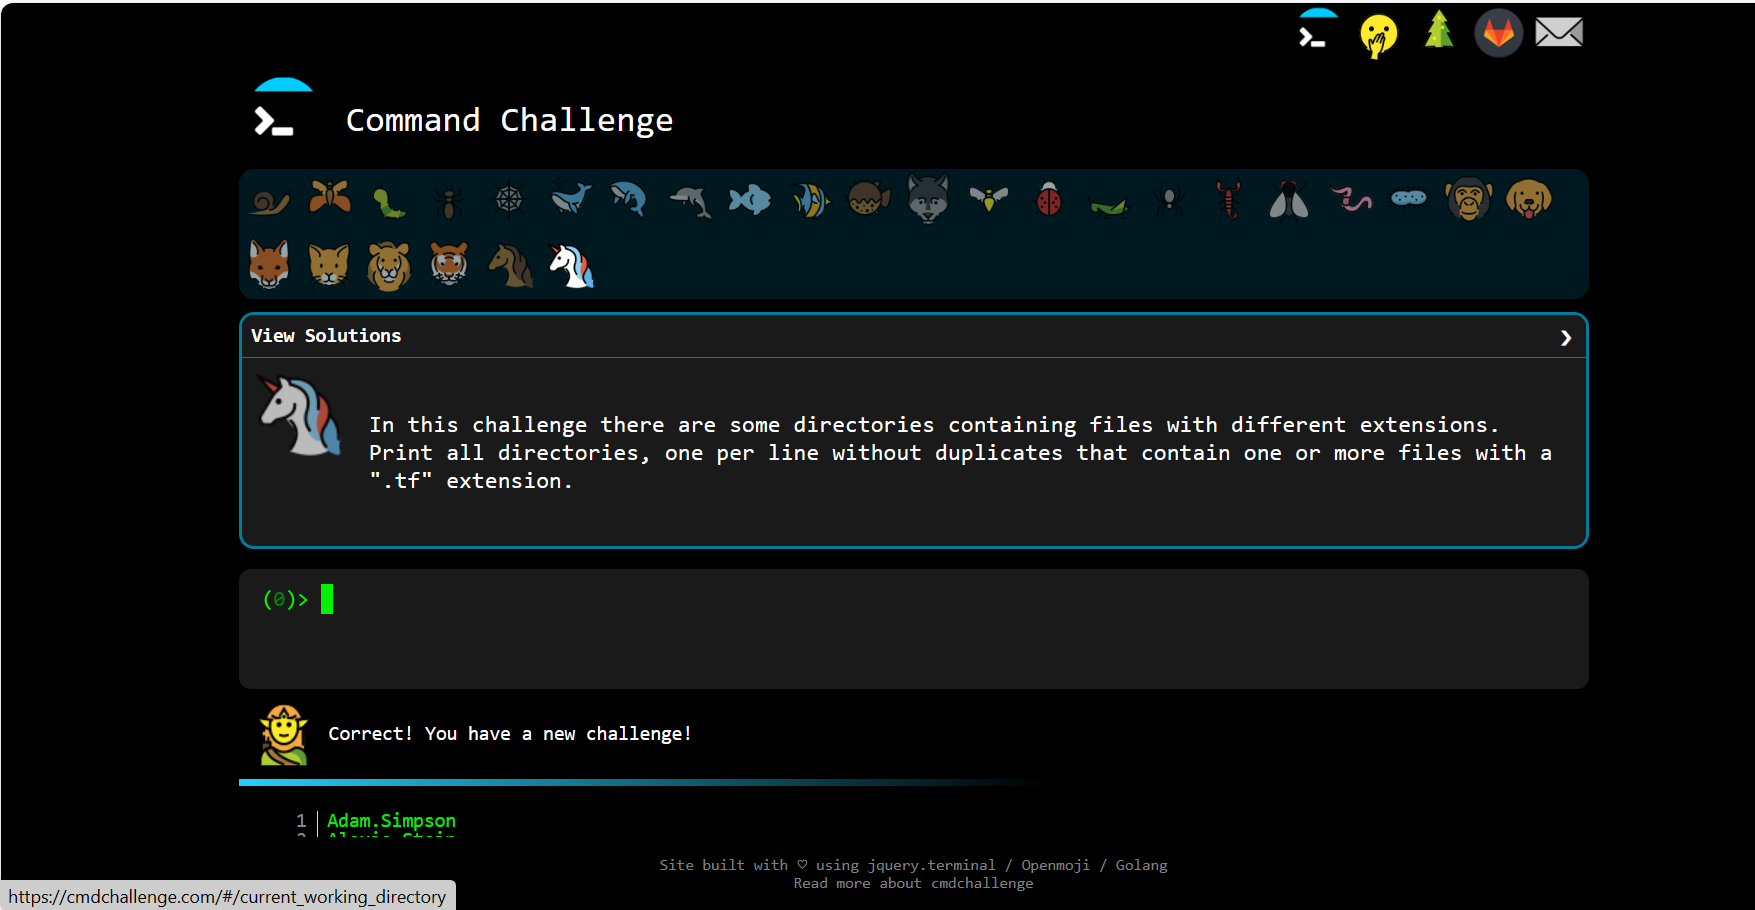 Command Challenge
View Solutions
In this challenge there are some directories containing files with different extensions.
Print all directories, one per line without duplicates that contain one or more files with a
".tf" extension.
(0)>
Correct! You have a new challenge!
1 Adam.Simpson
Site built with ♡ using jquery.terminal / Openmoji / Golang
Read more about cmdchallenge
https://cmdchallenge.com/#/current_working_directory